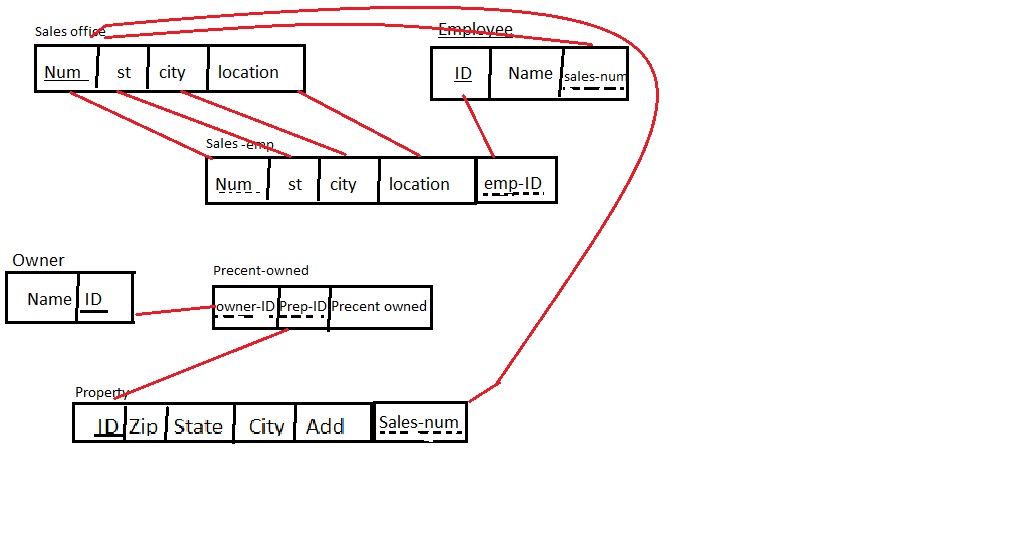 Sales office
Employee
Num st city location
ID Name sales-num
Sales -emp
Num st city location emp-ID
Owner
Precent-owned
Name ID
owner-ID Prep-ID Precent owned
Property
ID Zip State City Add Sales-num